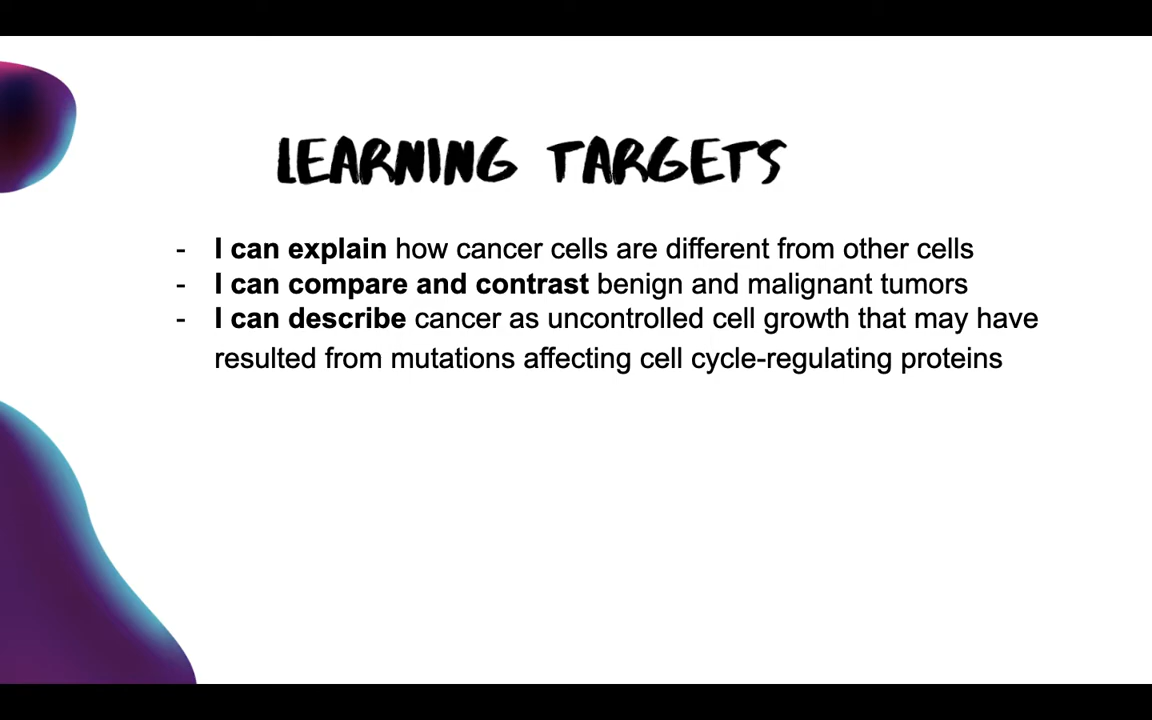 LEARNING TARGETS
- I can explain how cancer cells are different from other cells
- I can compare and contrast benign and malignant tumors
- I can describe cancer as uncontrolled cell growth that may have
resulted from mutations affecting cell cycle-regulating proteins